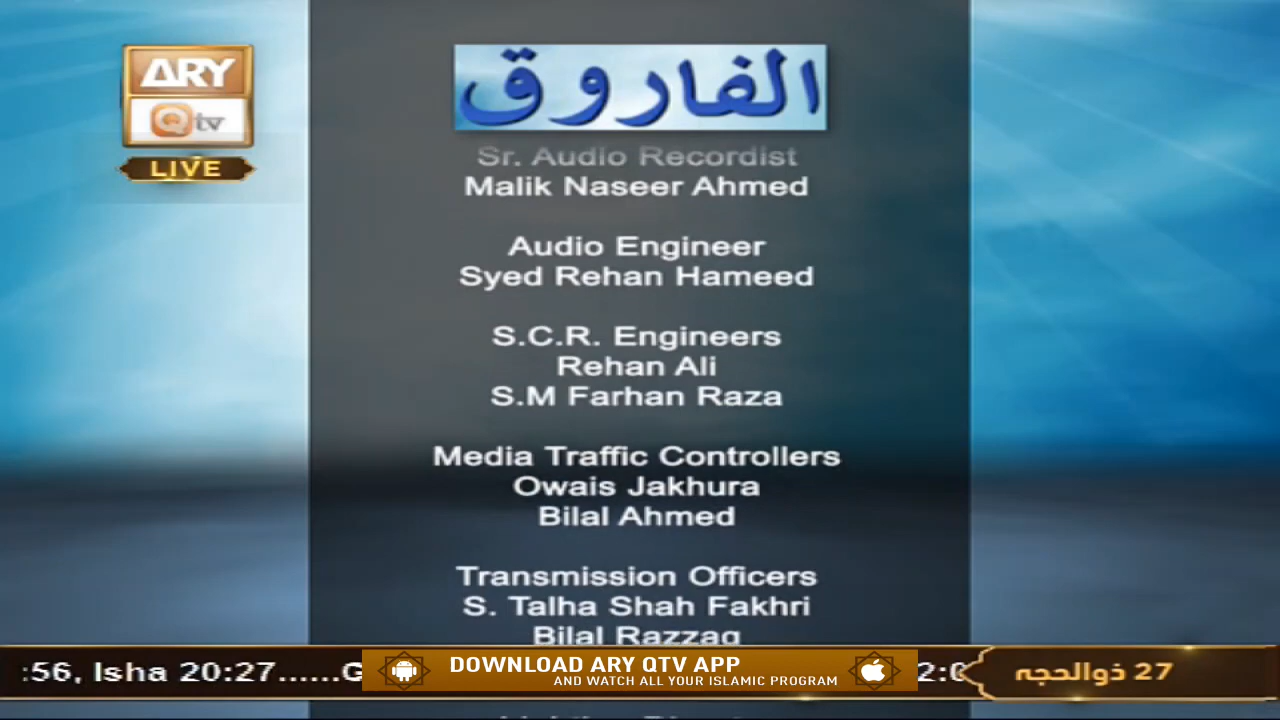 ARY
Qtv
LIVE
الفاروق
Sr. Audio Recordist
Malik Naseer Ahmed
Audio Engineer
Syed Rehan Hameed
S.C.R. Engineers
Rehan Ali
S.M Farhan Raza
Media Traffic Controllers
Owais Jakhura
Bilal Ahmed
Transmission Officers
S. Talha Shah Fakhri
Bilal Razzaq
:56, Isha 20:27......G
DOWNLOAD ARY QTV APP
AND WATCH ALL YOUR ISLAMIC PROGRAM
27 ذوالحجہ